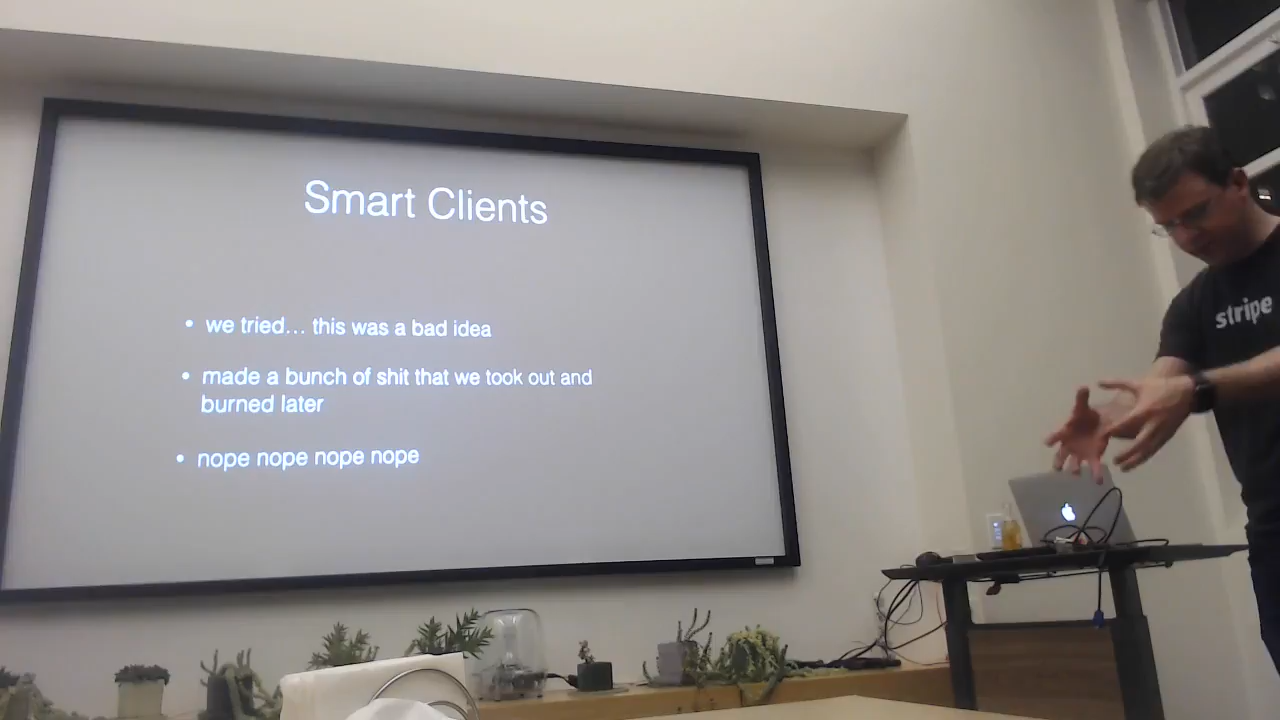 Smart Clients
• we tried... this was a bad idea
• made a bunch of shit that we took out and
burned later
• nope nope nope nope
stripe